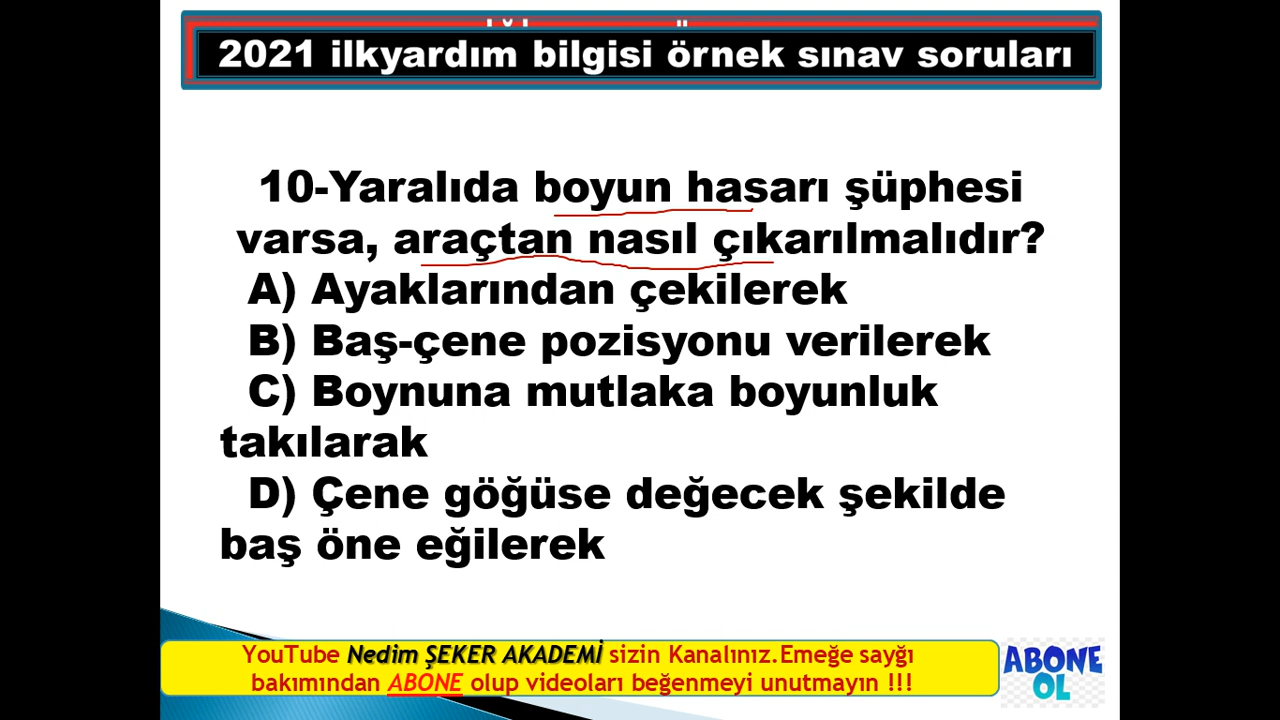 2021 ilkyardım bilgisi örnek sınav soruları
10-Yaralıda boyun hasarı şüphesi
varsa, araçtan nasıl çıkarılmalıdır?
A) Ayaklarından çekilerek
B) Baş-çene pozisyonu verilerek
C) Boynuna mutlaka boyunluk
takılarak
D) Çene göğüse değecek şekilde
baş öne eğilerek
YouTube Nedim ŞEKER AKADEMİ sizin Kanalınız.Emeğe sayğı
bakımından ABONE olup videoları beğenmeyi unutmayın !!!
ABONE
OL